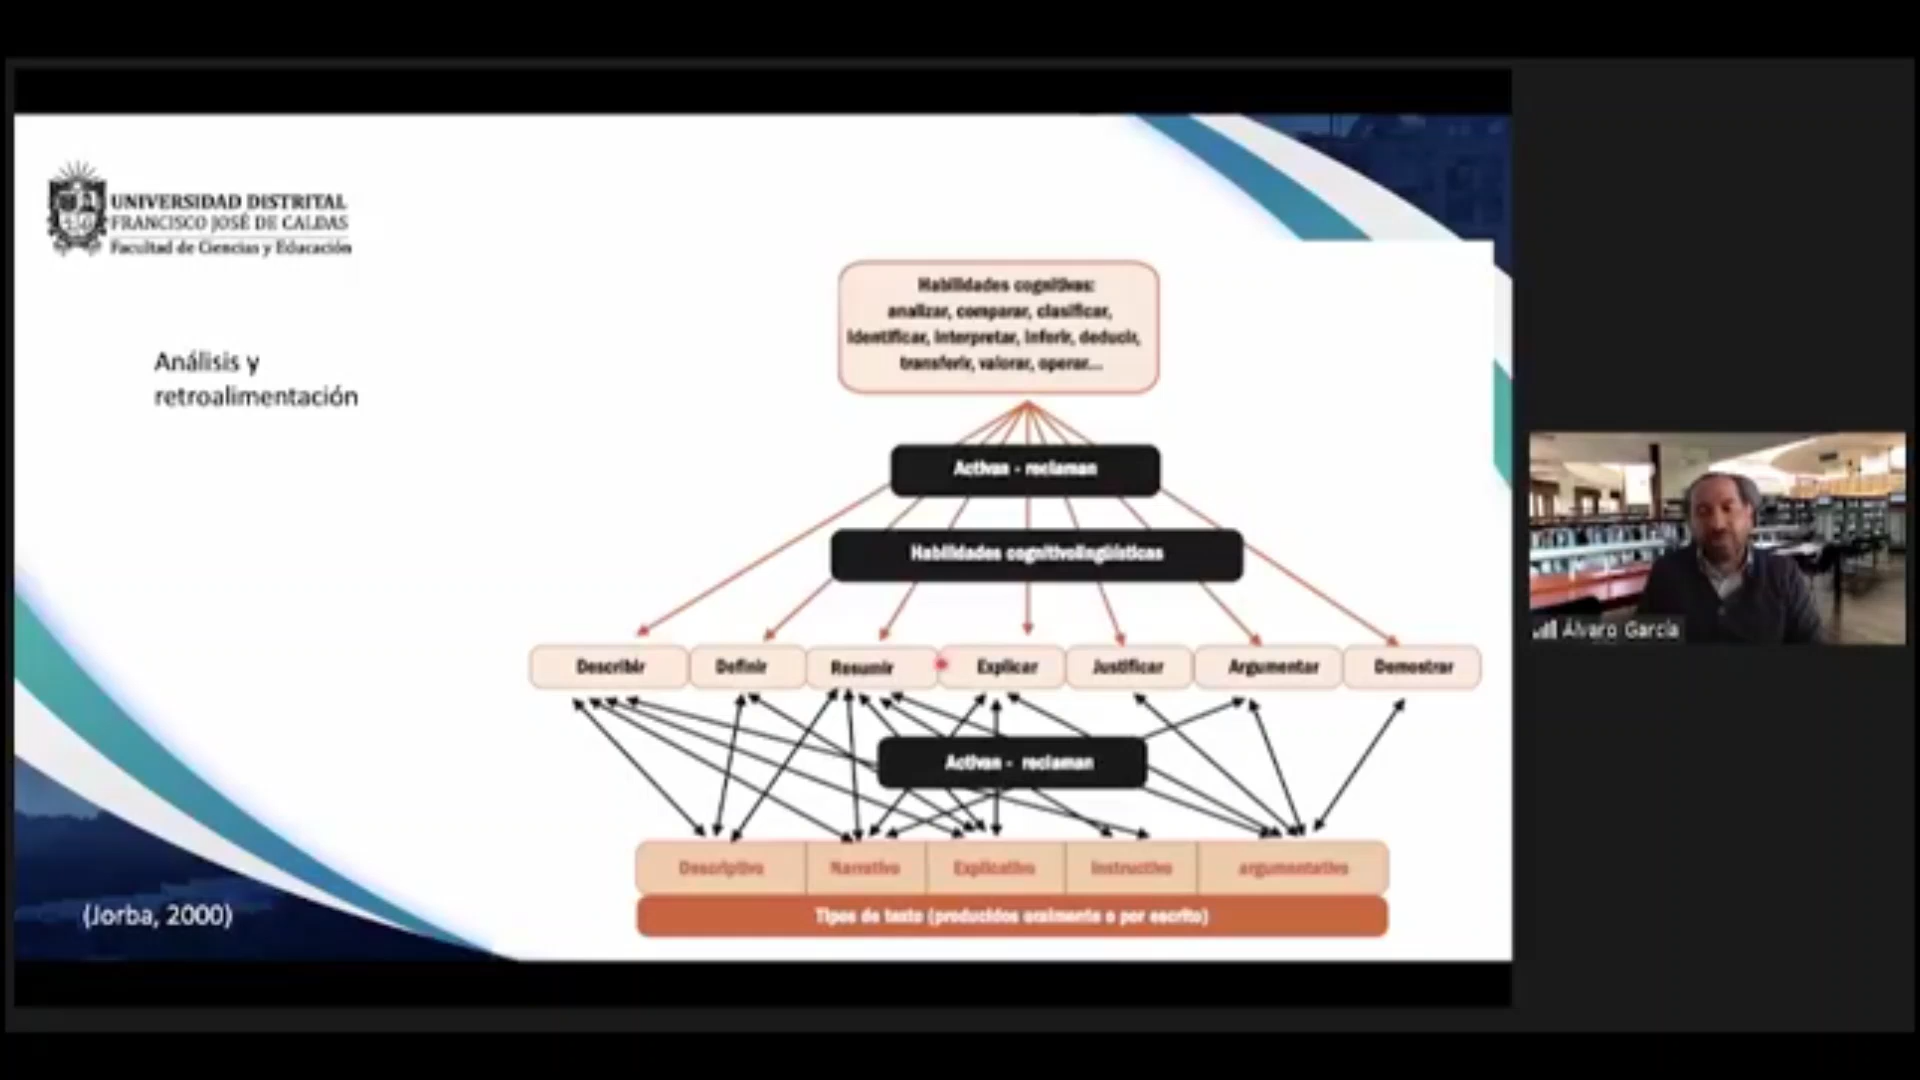 UNIVERSIDAD DISTRITAL
FRANCISCO JOSÉ DE CALDAS
Facultad de Ciencias y Educación
Análisis y
retroalimentación
Habilidades cognitivas:
analizar, comparar, clasificar,
identificar, interpretar, inferir, deducir,
transferir, valorar, operar...
Activan - reclaman
Habilidades cognitivolingüísticas
Describir
Definir
Resumir
Explicar
Justificar
Argumentar
Demostrar
Activan - reclaman
Descriptivo
Narrativo
Explicativo
Instructivo
argumentativo
Tipos de texto (producidos oralmente o por escrito)
(Jorba, 2000)
Álvaro García